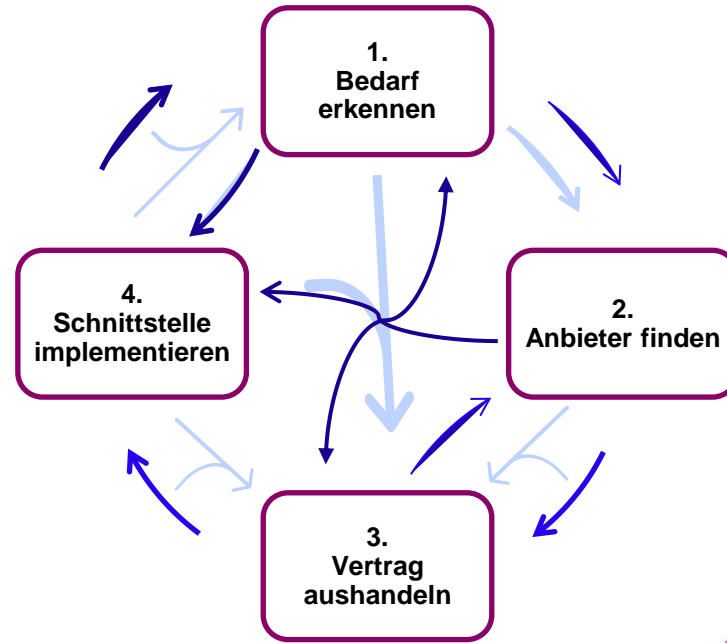 1.
Bedarf
erkennen
2.
Anbieter finden
3.
Vertrag
aushandeln
4.
Schnittstelle
implementieren